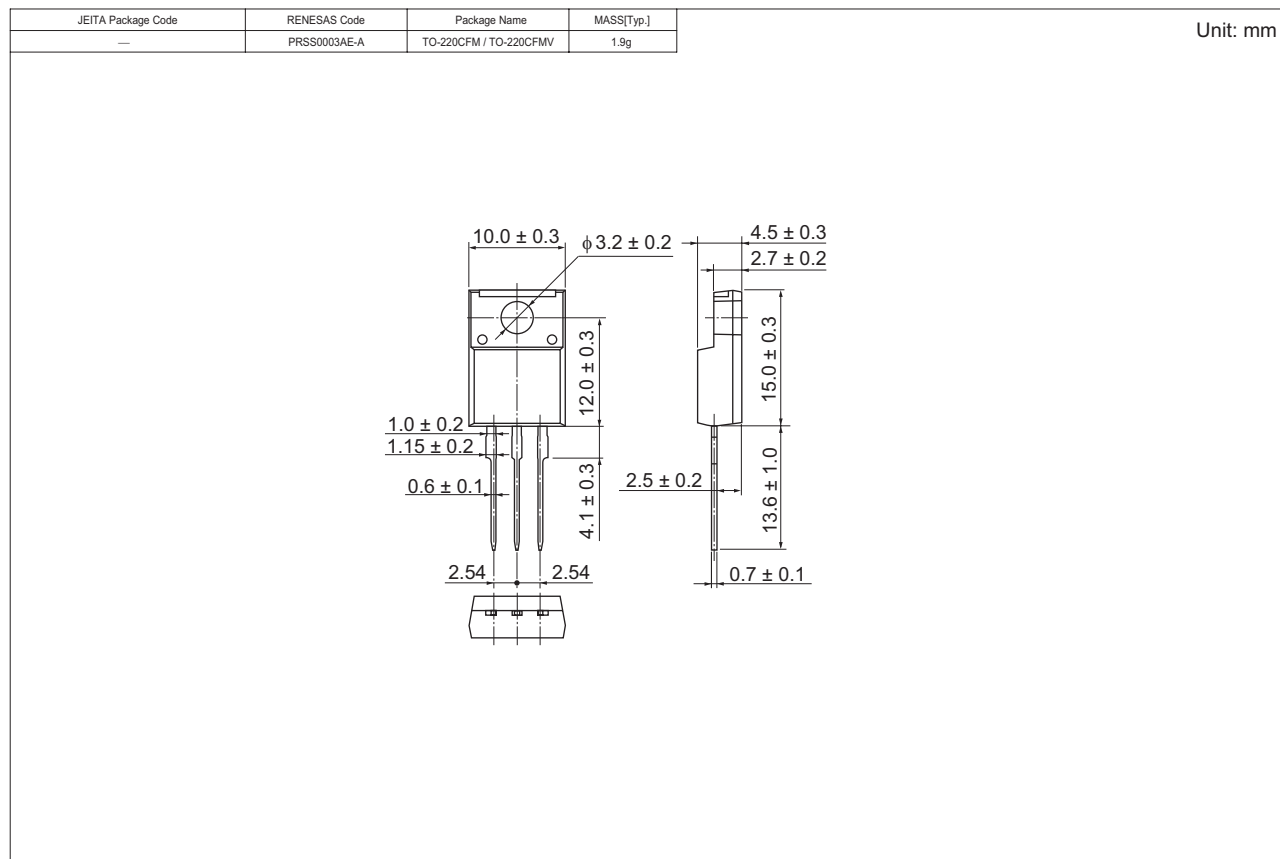 JEITA Package Code RENESAS Code Package Name MASS[Typ.]
— PRSS0003AE-A TO-220CFM / TO-220CFMV 1.9g
Unit: mm
10.0 ± 0.3
ϕ 3.2 ± 0.2
4.5 ± 0.3
2.7 ± 0.2
12.0 ± 0.3
15.0 ± 0.3
1.0 ± 0.2
1.15 ± 0.2
0.6 ± 0.1
4.1 ± 0.3
2.5 ± 0.2
13.6 ± 1.0
2.54 2.54
0.7 ± 0.1